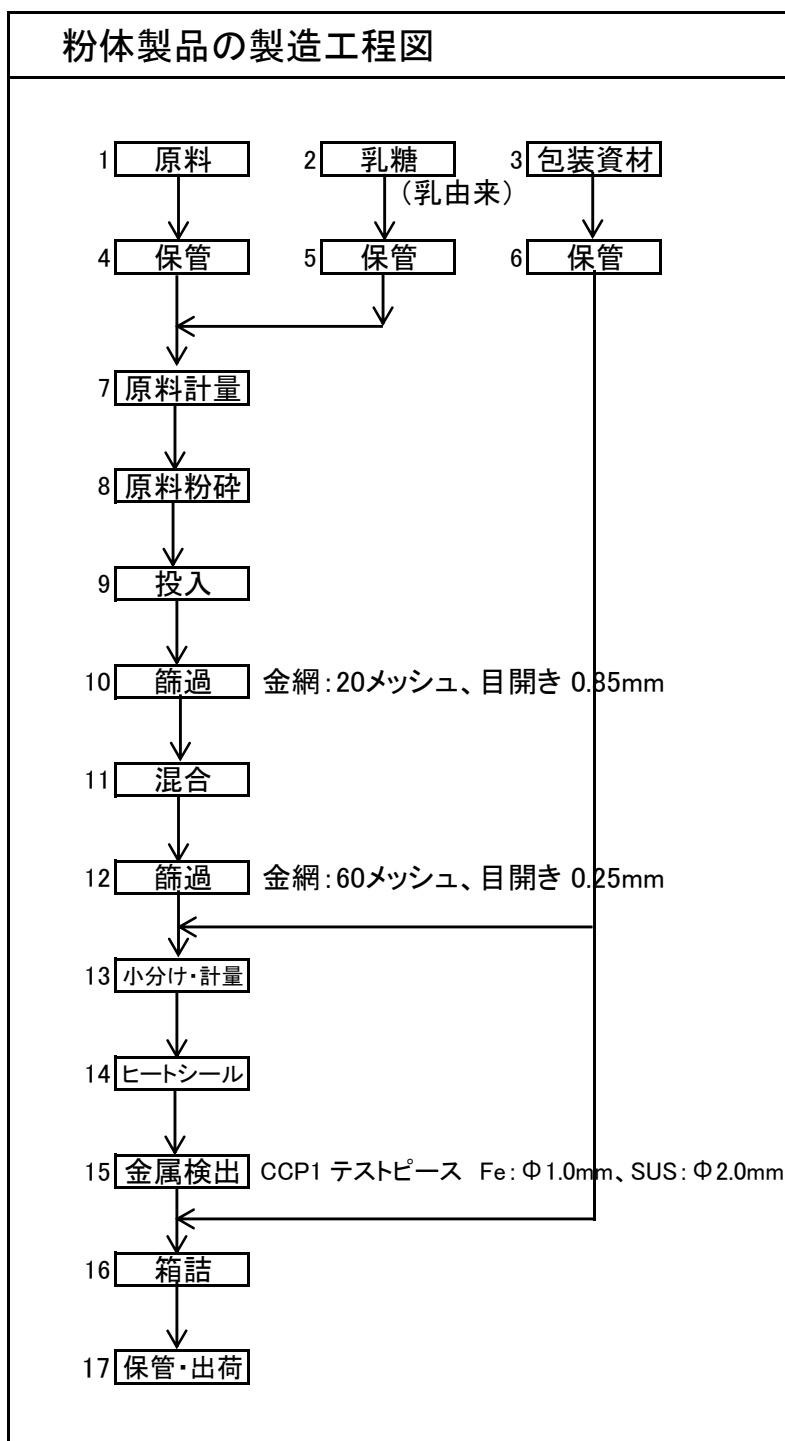 粉体製品の製造工程図
1 原料 2 乳糖 3 包装資材
(乳由来)
4 保管 5 保管 6 保管
7 原料計量
8 原料粉砕
9 投入
10 篩過 金網:20メッシュ、目開き 0.85mm
11 混合
12 篩過 金網:60メッシュ、目開き 0.25mm
13 小分け・計量
14 ヒートシール
15 金属検出 CCP1 テストピース Fe:Φ1.0mm、SUS:Φ2.0mm
16 箱詰
17 保管・出荷